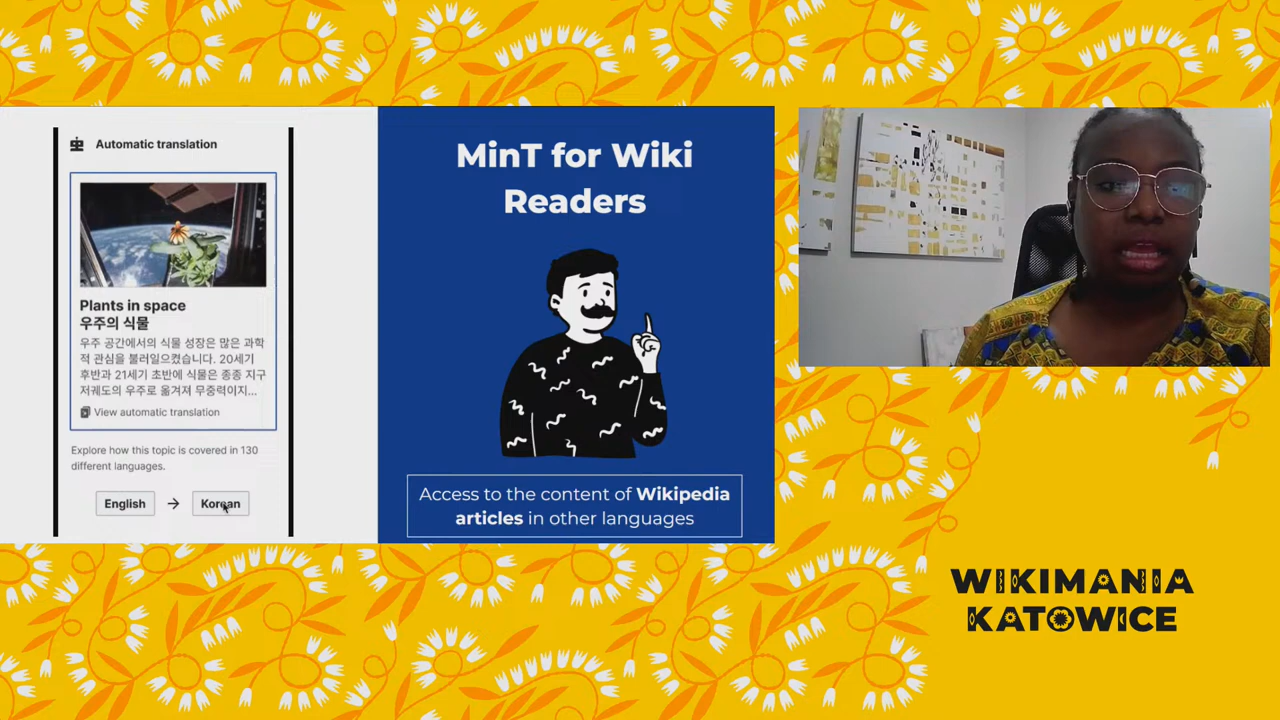 Automatic translation
Plants in space
우주의 식물
우주 공간에서의 식물 성장은 많은 과학
적 관심을 불러일으켰습니다. 20세기
후반과 21세기 초반에 식물은 종종 지구
저궤도의 우주로 옮겨져 무중력이지...
View automatic translation
Explore how this topic is covered in 130
different languages.
English → Korean
MinT for Wiki
Readers
Access to the content of Wikipedia
articles in other languages
WIKIMANIA
KATOWICE